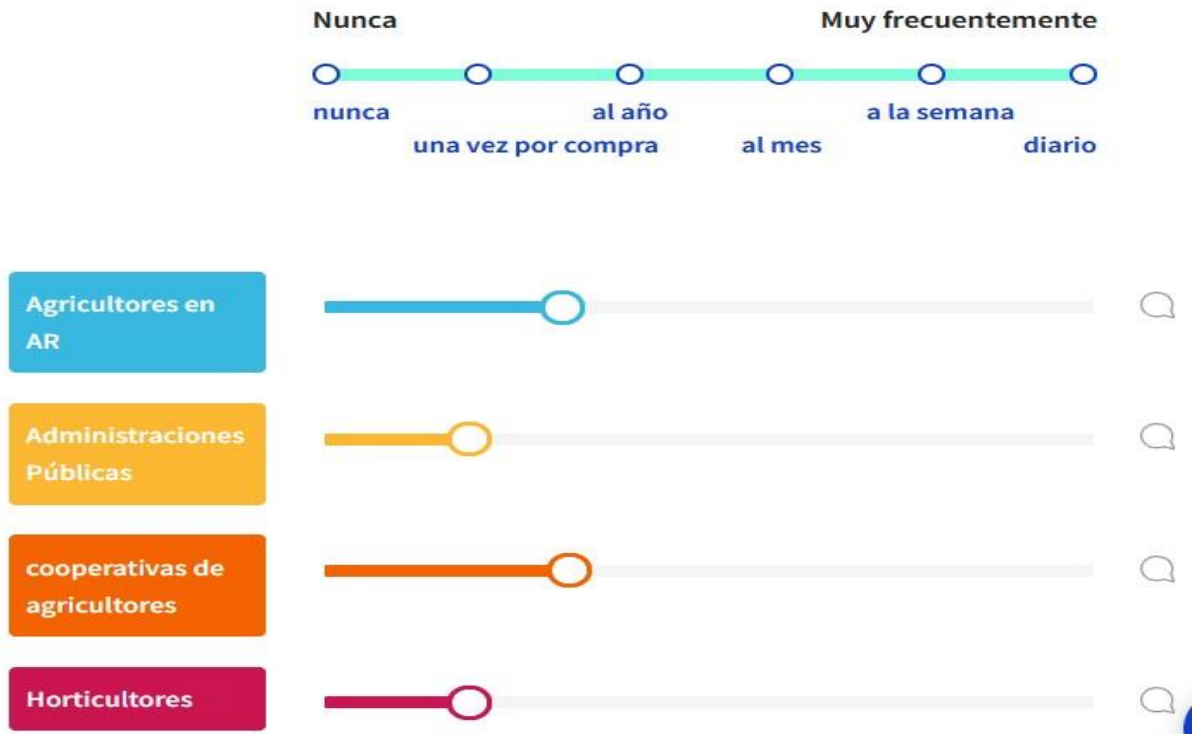 Nunca Muy frecuentemente
nunca al año a la semana
una vez por compra al mes diario
Agricultores en
AR
Administraciones
Públicas
cooperativas de
agricultores
Horticultores